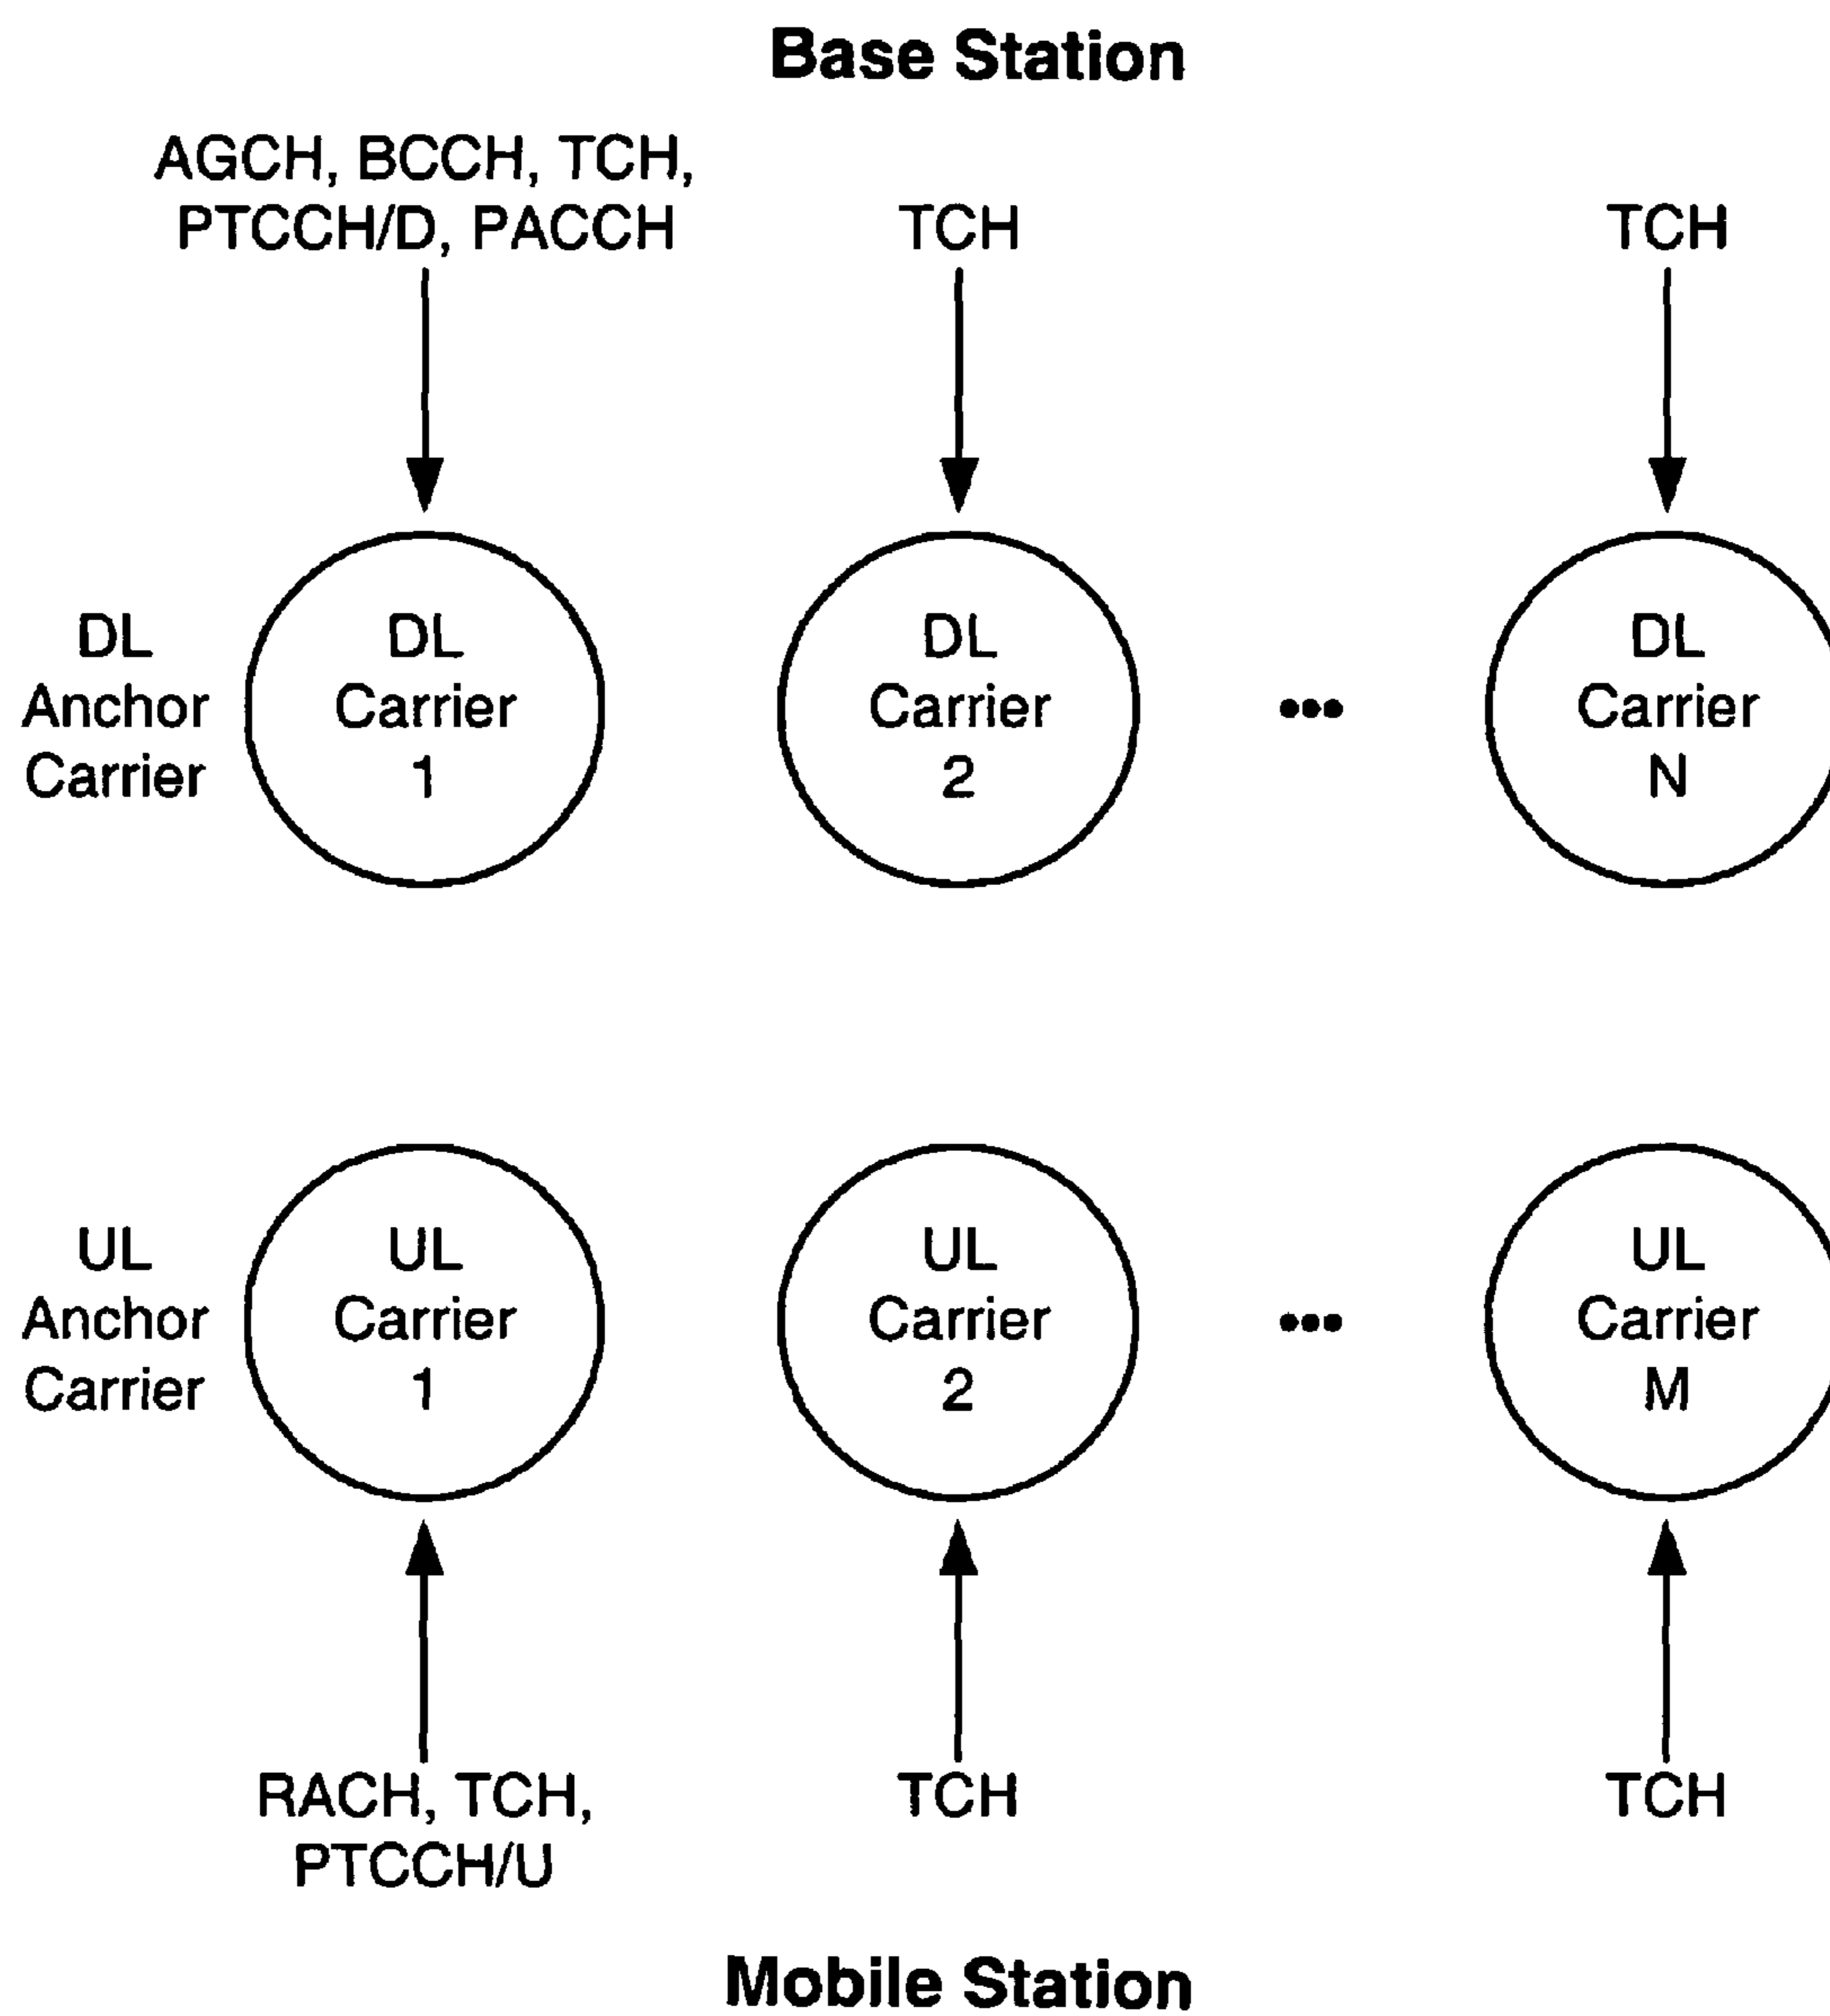 Base Station
AGCH, BCCH, TCH,
PTCCH/D, PACCH
TCH
TCH
DL
Anchor
Carrier
DL
Carrier
1
DL
Carrier
2
•••
DL
Carrier
N
UL
Anchor
Carrier
UL
Carrier
1
UL
Carrier
2
•••
UL
Carrier
M
RACH, TCH,
PTCCH/U
TCH
TCH
Mobile Station